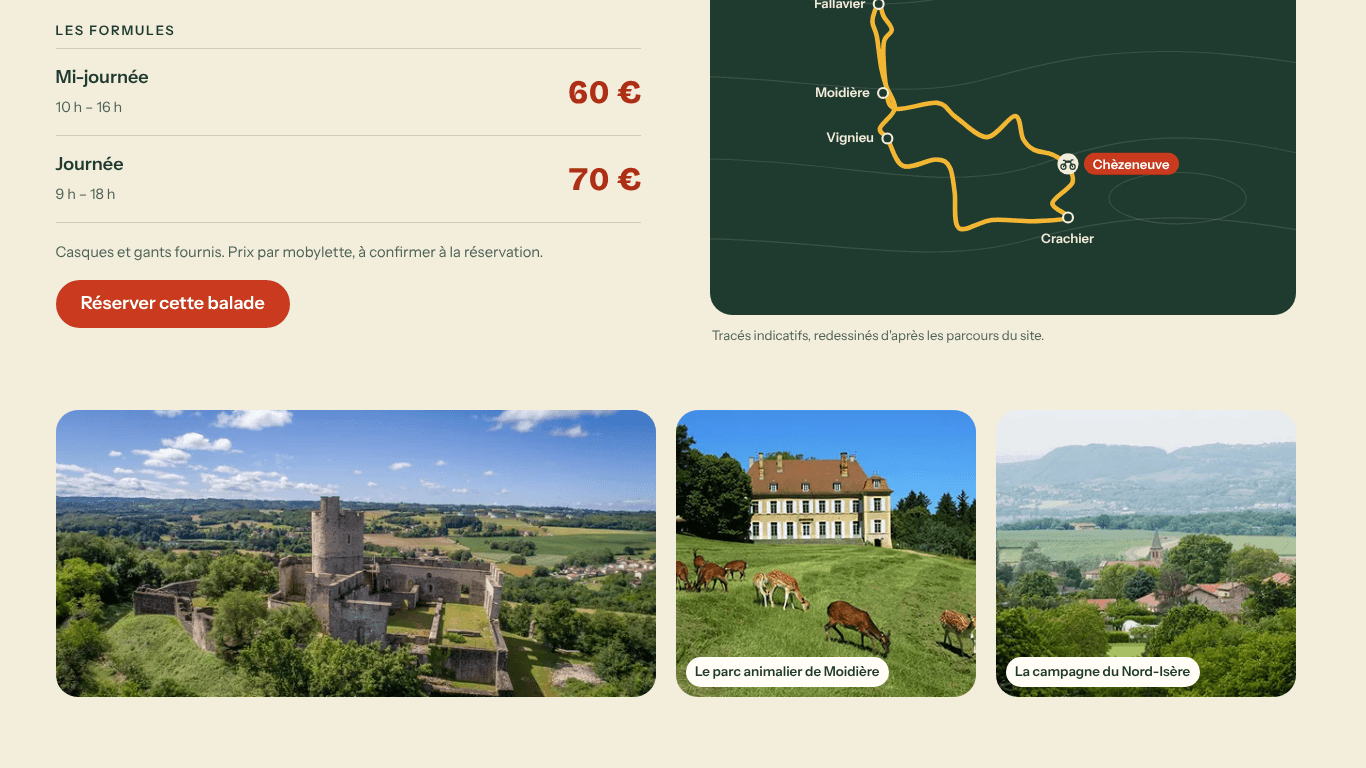 LES FORMULES
Mi-journée
10 h – 16 h
60 €
Journée
9 h – 18 h
70 €
Casques et gants fournis. Prix par mobylette, à confirmer à la réservation.
Réserver cette balade
Fallavier
Moidière
Vignieu
Chèzeneuve
Crachier
Tracés indicatifs, redessinés d'après les parcours du site.
Le parc animalier de Moidière
La campagne du Nord-Isère